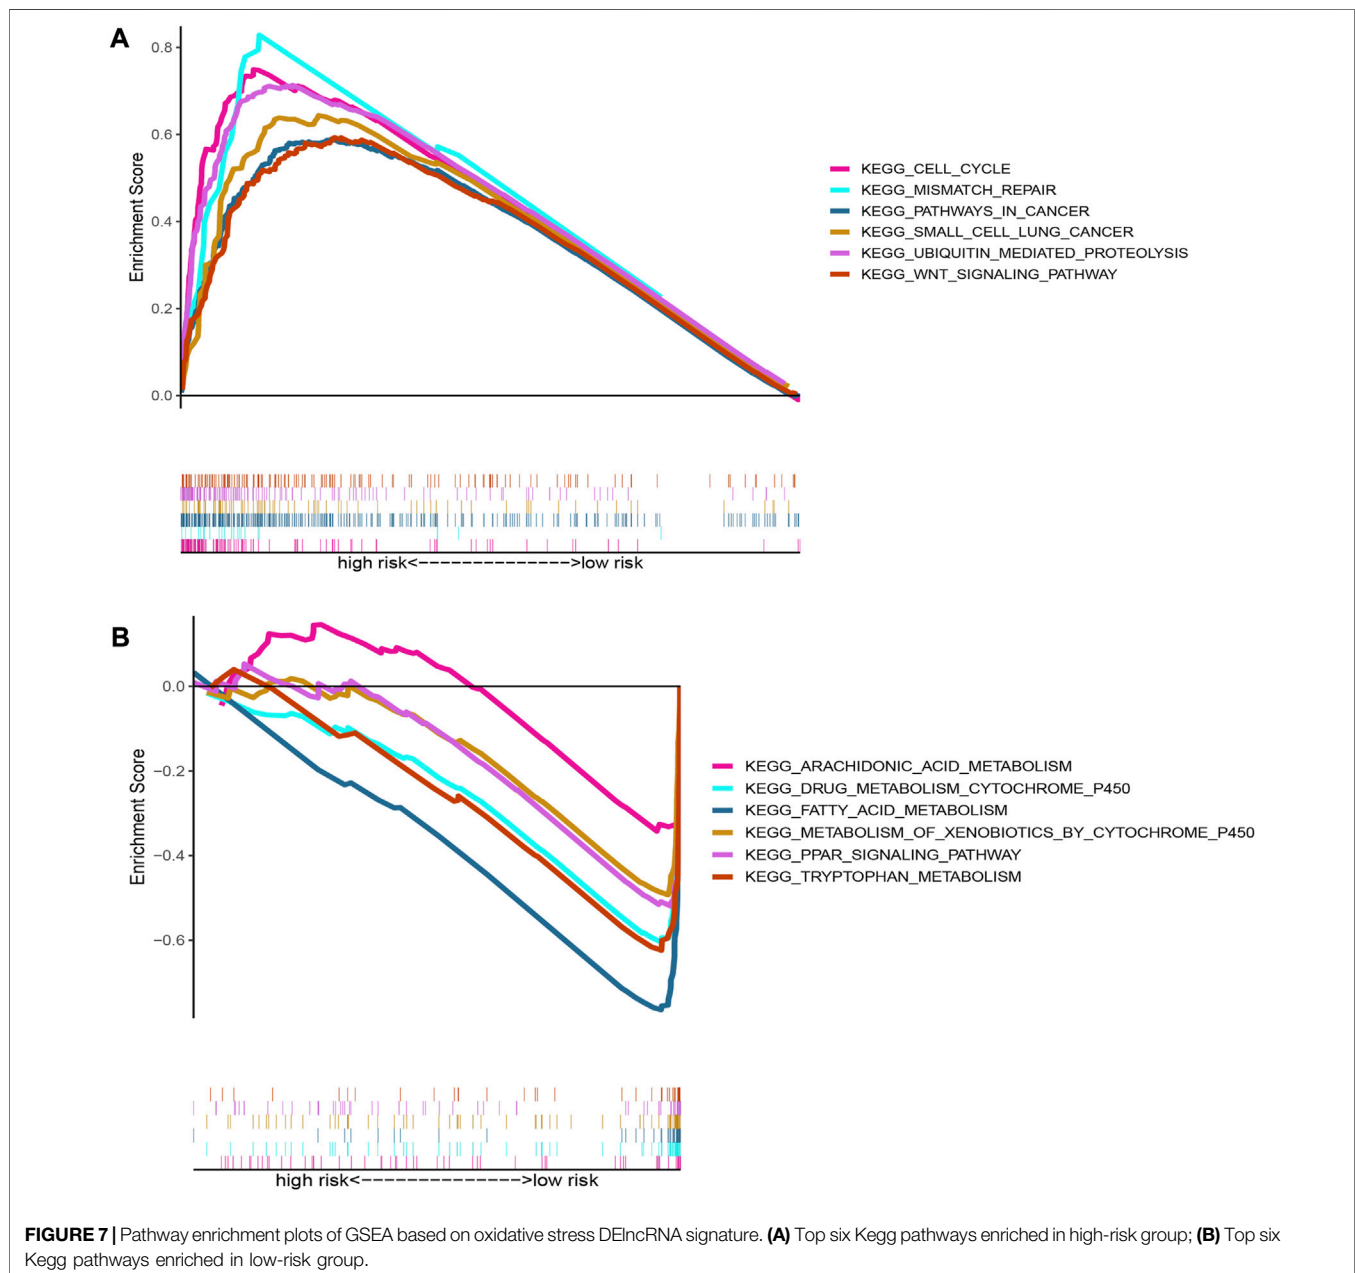 A
0.8
0.6
0.4
0.2
0.0
Enrichment Score
KEGG_CELL_CYCLE
KEGG_MISMATCH_REPAIR
KEGG_PATHWAYS_IN_CANCER
KEGG_SMALL_CELL_LUNG_CANCER
KEGG_UBIQUITIN_MEDIATED_PROTEOLYSIS
KEGG_WNT_SIGNALING_PATHWAY
high risk<--------------->low risk
B
0.0
−0.2
−0.4
−0.6
Enrichment Score
KEGG_ARACHIDONIC_ACID_METABOLISM
KEGG_DRUG_METABOLISM_CYTOCHROME_P450
KEGG_FATTY_ACID_METABOLISM
KEGG_METABOLISM_OF_XENOBIOTICS_BY_CYTOCHROME_P450
KEGG_PPAR_SIGNALING_PATHWAY
KEGG_TRYPTOPHAN_METABOLISM
high risk<--------------->low risk
FIGURE 7 | Pathway enrichment plots of GSEA based on oxidative stress DElncRNA signature. (A) Top six Kegg pathways enriched in high-risk group; (B) Top six
Kegg pathways enriched in low-risk group.